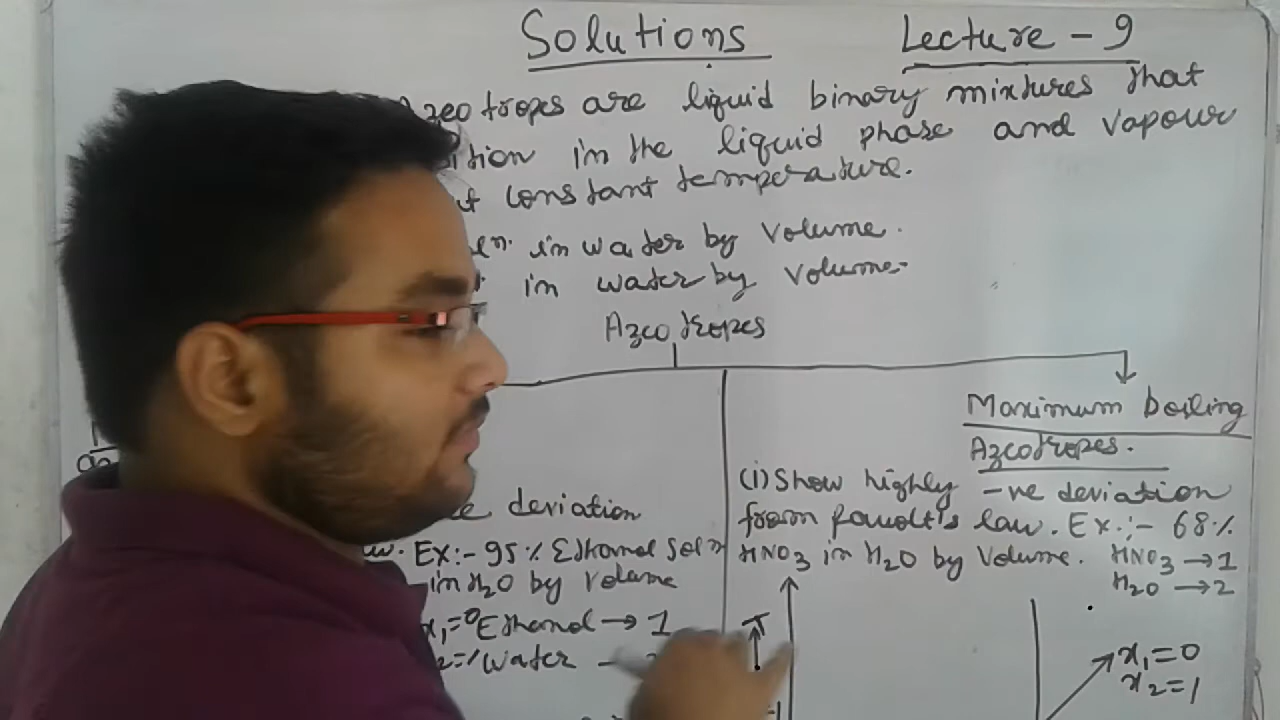 Solutions Lecture - 9
Azeotropes are liquid binary mixtures that
in the liquid phase and vapour
at constant temperature.
in water by volume.
in water by volume.
Azeotropes
Maximum boiling
Azeotropes.
(i) Show highly -ve deviation
from raoult's law. Ex:- 68%
HNO3 in H2O by Volume. HNO3 → 1
H2O → 2
T
x1=0
x2=1
deviation
Ex:- 95% Ethanol Soln
in H2O by volume
x1=0 Ethanol → 1
Water